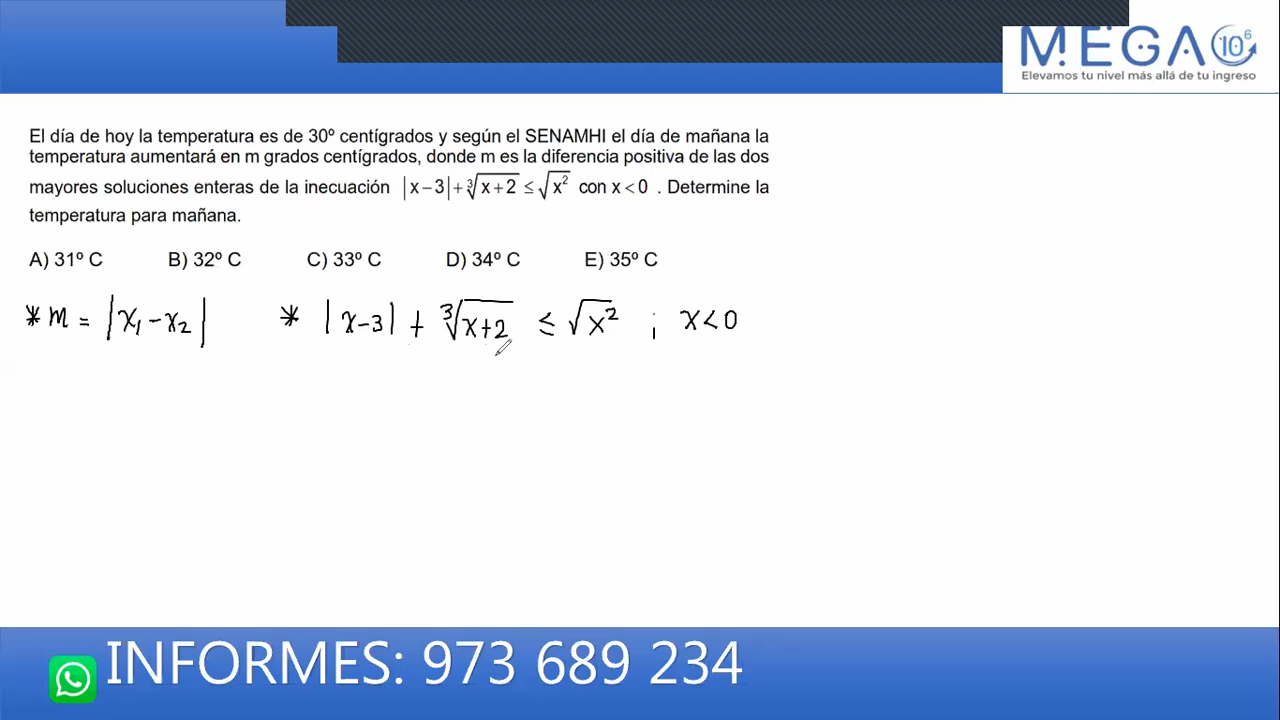 MEGA 10⁶
Elevamos tu nivel más allá de tu ingreso
El día de hoy la temperatura es de 30º centígrados y según el SENAMHI el día de mañana la
temperatura aumentará en m grados centígrados, donde m es la diferencia positiva de las dos
mayores soluciones enteras de la inecuación |x−3|+∛(x+2) ≤ √(x²) con x<0 . Determine la
temperatura para mañana.
A) 31º C B) 32º C C) 33º C D) 34º C E) 35º C
* m = |x₁ − x₂| * |x−3| + ∛(x+2) ≤ √(x²) ; x<0
INFORMES: 973 689 234